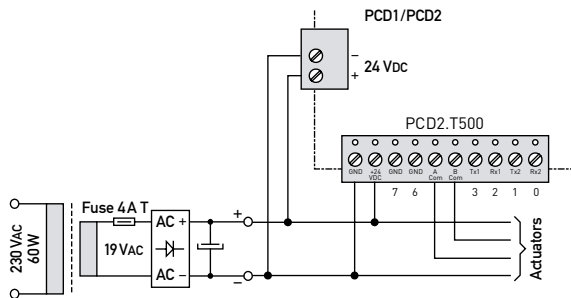 PCD1/PCD2
–
+
24 VDC
PCD2.T500
GND +24 VDC GND GND A Com B Com Tx1 Rx1 Tx2 Rx2
7 6 3 2 1 0
Fuse 4A T
230 VAC
60 W
19 VAC
AC +
AC –
+
–
Actuators